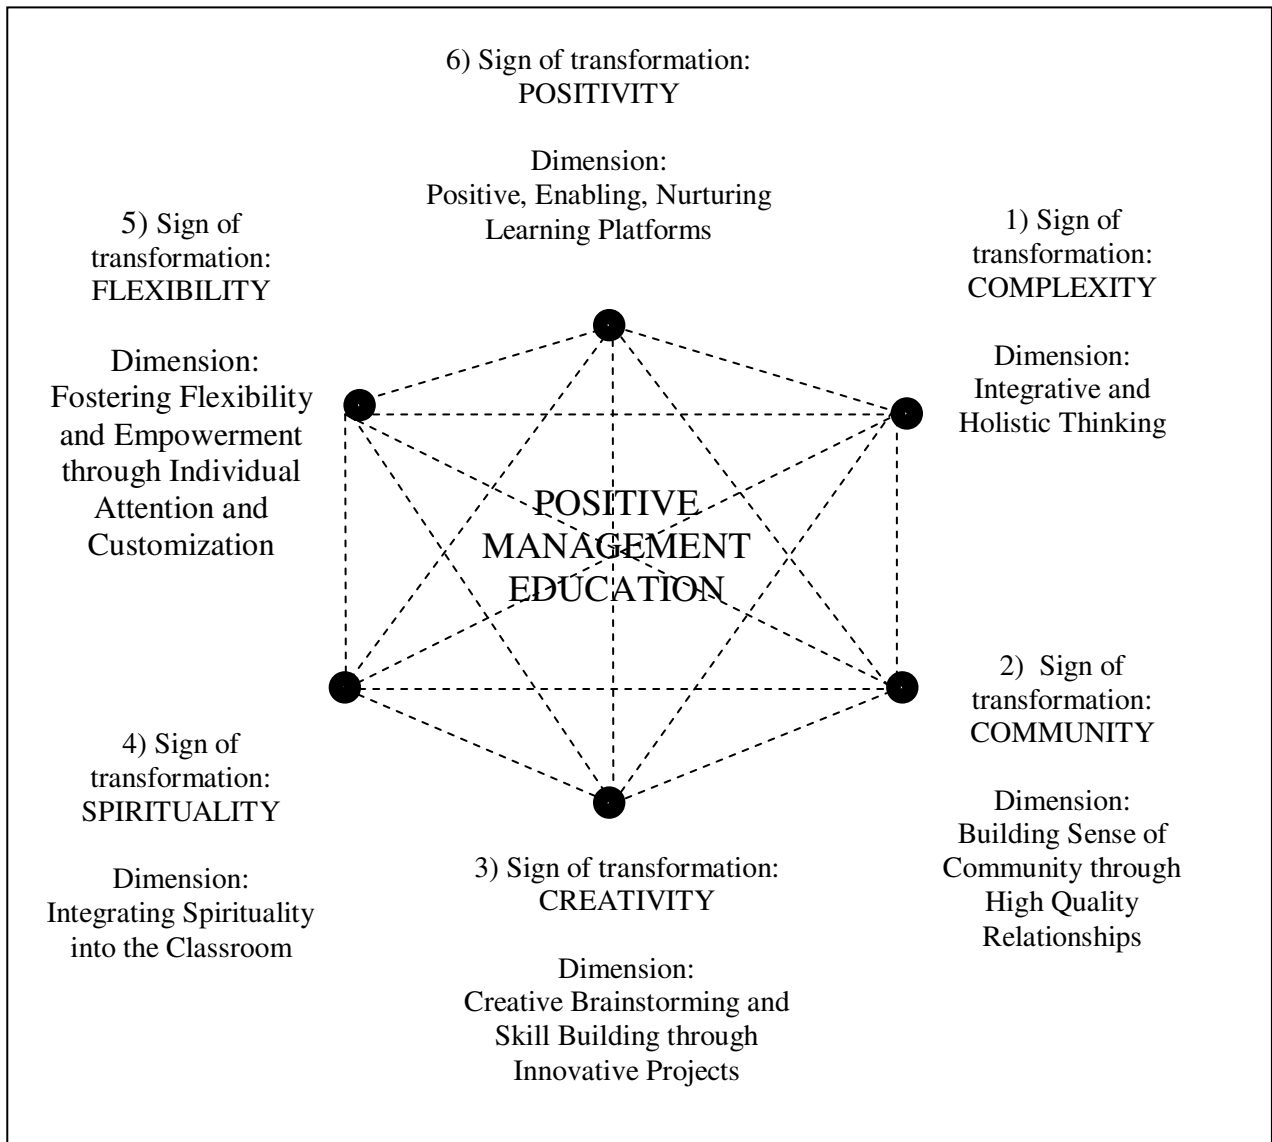 6) Sign of transformation:
POSITIVITY
Dimension:
Positive, Enabling, Nurturing
Learning Platforms
5) Sign of
transformation:
FLEXIBILITY
Dimension:
Fostering Flexibility
and Empowerment
through Individual
Attention and
Customization
1) Sign of
transformation:
COMPLEXITY
Dimension:
Integrative and
Holistic Thinking
POSITIVE
MANAGEMENT
EDUCATION
4) Sign of
transformation:
SPIRITUALITY
Dimension:
Integrating Spirituality
into the Classroom
3) Sign of transformation:
CREATIVITY
Dimension:
Creative Brainstorming and
Skill Building through
Innovative Projects
2) Sign of
transformation:
COMMUNITY
Dimension:
Building Sense of
Community through
High Quality
Relationships